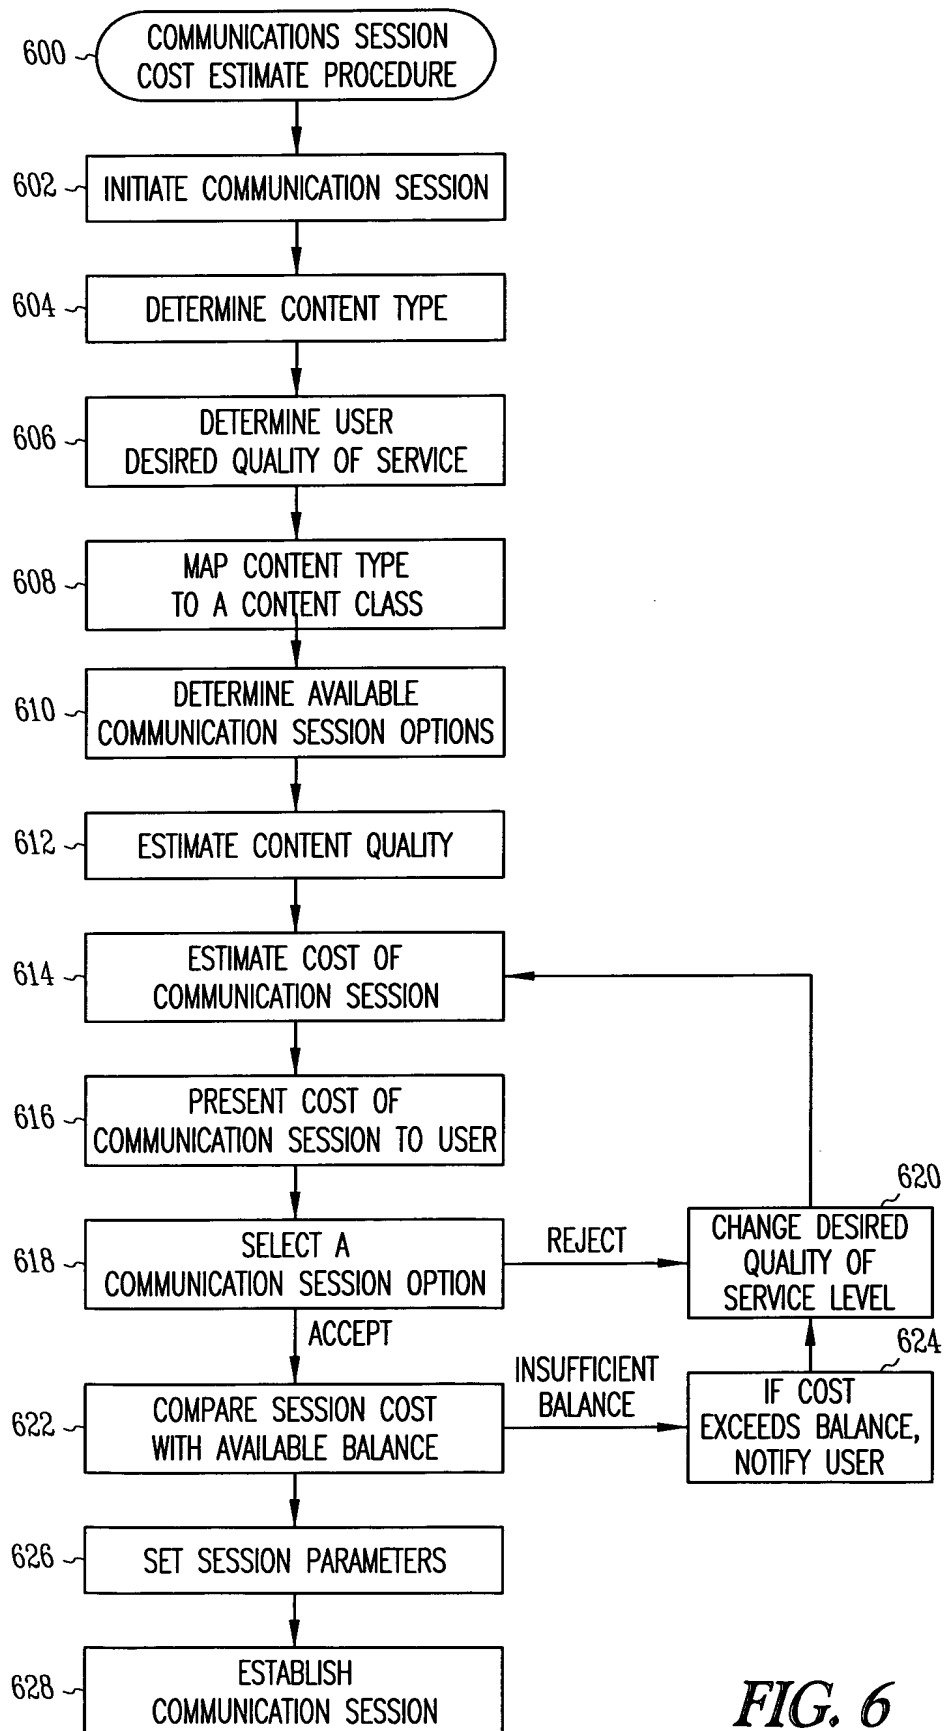 600
COMMUNICATIONS SESSION
COST ESTIMATE PROCEDURE
602
INITIATE COMMUNICATION SESSION
604
DETERMINE CONTENT TYPE
606
DETERMINE USER
DESIRED QUALITY OF SERVICE
608
MAP CONTENT TYPE
TO A CONTENT CLASS
610
DETERMINE AVAILABLE
COMMUNICATION SESSION OPTIONS
612
ESTIMATE CONTENT QUALITY
614
ESTIMATE COST OF
COMMUNICATION SESSION
616
PRESENT COST OF
COMMUNICATION SESSION TO USER
618
SELECT A
COMMUNICATION SESSION OPTION
REJECT
620
CHANGE DESIRED
QUALITY OF
SERVICE LEVEL
ACCEPT
622
COMPARE SESSION COST
WITH AVAILABLE BALANCE
INSUFFICIENT
BALANCE
624
IF COST
EXCEEDS BALANCE,
NOTIFY USER
626
SET SESSION PARAMETERS
628
ESTABLISH
COMMUNICATION SESSION
FIG. 6